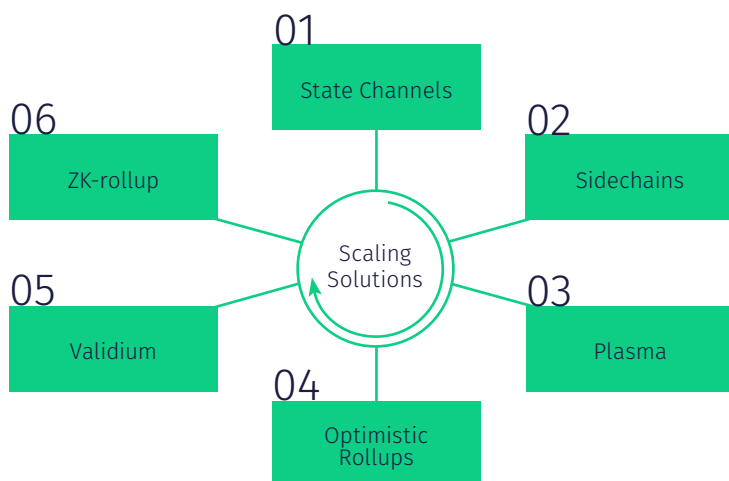 01
State Channels
06
ZK-rollup
02
Sidechains
Scaling
Solutions
05
Validium
03
Plasma
04
Optimistic
Rollups